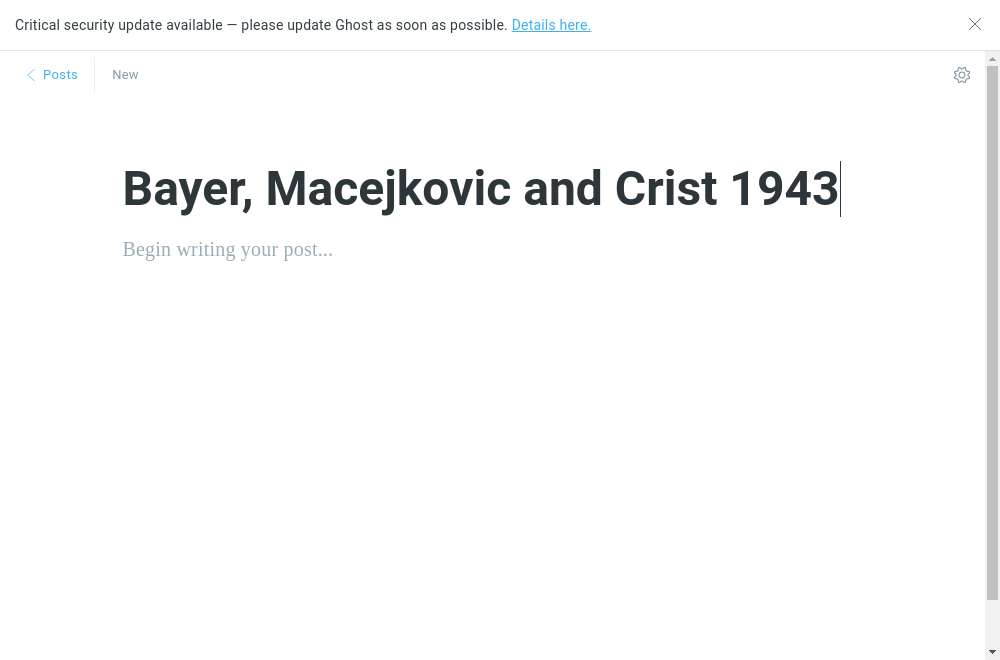 Critical security update available — please update Ghost as soon as possible. Details here.
Posts
New
Bayer, Macejkovic and Crist 1943
Begin writing your post...